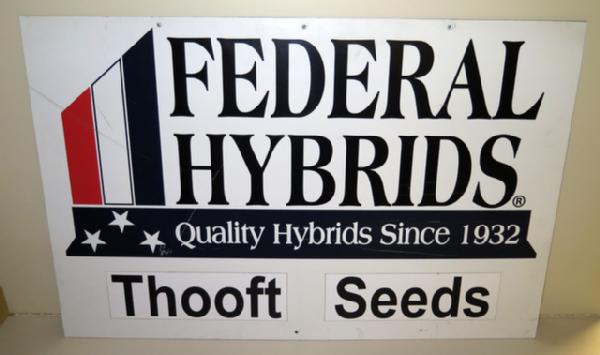 FEDERAL
HYBRIDS®
Quality Hybrids Since 1932
Thooft Seeds